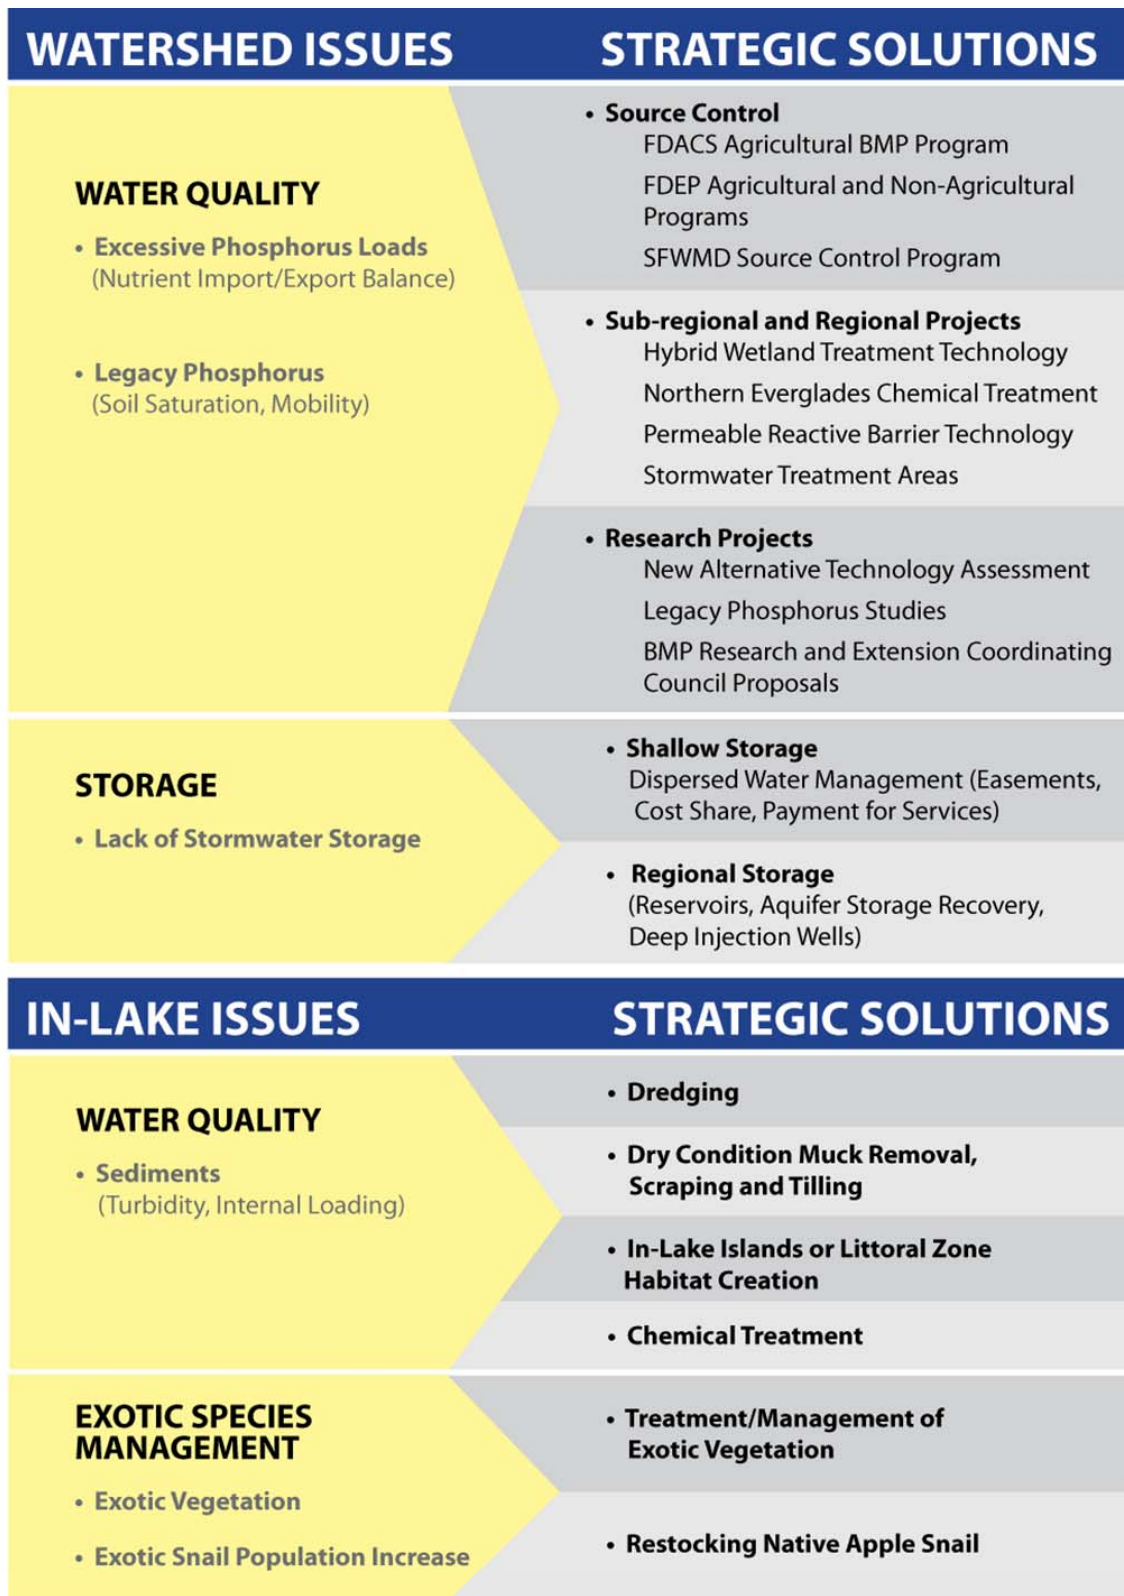 WATERSHED ISSUES
STRATEGIC SOLUTIONS
WATER QUALITY
• Excessive Phosphorus Loads
(Nutrient Import/Export Balance)
• Legacy Phosphorus
(Soil Saturation, Mobility)
• Source Control
FDACS Agricultural BMP Program
FDEP Agricultural and Non-Agricultural
Programs
SFWMD Source Control Program
• Sub-regional and Regional Projects
Hybrid Wetland Treatment Technology
Northern Everglades Chemical Treatment
Permeable Reactive Barrier Technology
Stormwater Treatment Areas
• Research Projects
New Alternative Technology Assessment
Legacy Phosphorus Studies
BMP Research and Extension Coordinating
Council Proposals
STORAGE
• Lack of Stormwater Storage
• Shallow Storage
Dispersed Water Management (Easements,
Cost Share, Payment for Services)
• Regional Storage
(Reservoirs, Aquifer Storage Recovery,
Deep Injection Wells)
IN-LAKE ISSUES
STRATEGIC SOLUTIONS
WATER QUALITY
• Sediments
(Turbidity, Internal Loading)
• Dredging
• Dry Condition Muck Removal,
Scraping and Tilling
• In-Lake Islands or Littoral Zone
Habitat Creation
• Chemical Treatment
EXOTIC SPECIES
MANAGEMENT
• Exotic Vegetation
• Exotic Snail Population Increase
• Treatment/Management of
Exotic Vegetation
• Restocking Native Apple Snail